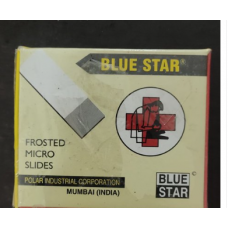 BLUE STAR®
FROSTED
MICRO
SLIDES
POLAR INDUSTRIAL CORPORATION
MUMBAI (INDIA)
BLUE
STAR
©